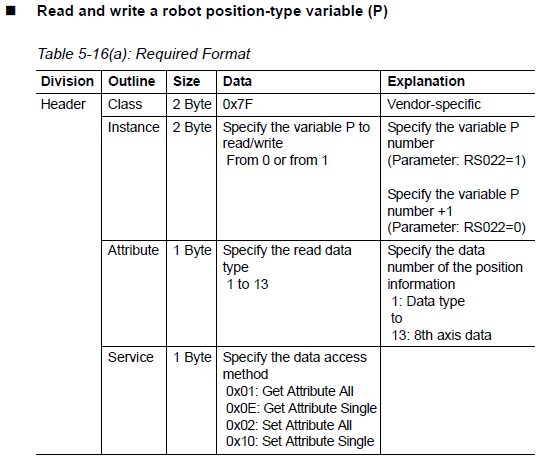 ■ Read and write a robot position-type variable (P)
Table 5-16(a): Required Format
Division Outline Size Data Explanation
Header Class 2 Byte 0x7F Vendor-specific
Instance 2 Byte Specify the variable P to Specify the variable P
read/write number
From 0 or from 1 (Parameter: RS022=1)
Specify the variable P
number +1
(Parameter: RS022=0)
Attribute 1 Byte Specify the read data Specify the data
type number of the position
1 to 13 information
1: Data type
to
13: 8th axis data
Service 1 Byte Specify the data access
method
0x01: Get Attribute All
0x0E: Get Attribute Single
0x02: Set Attribute All
0x10: Set Attribute Single